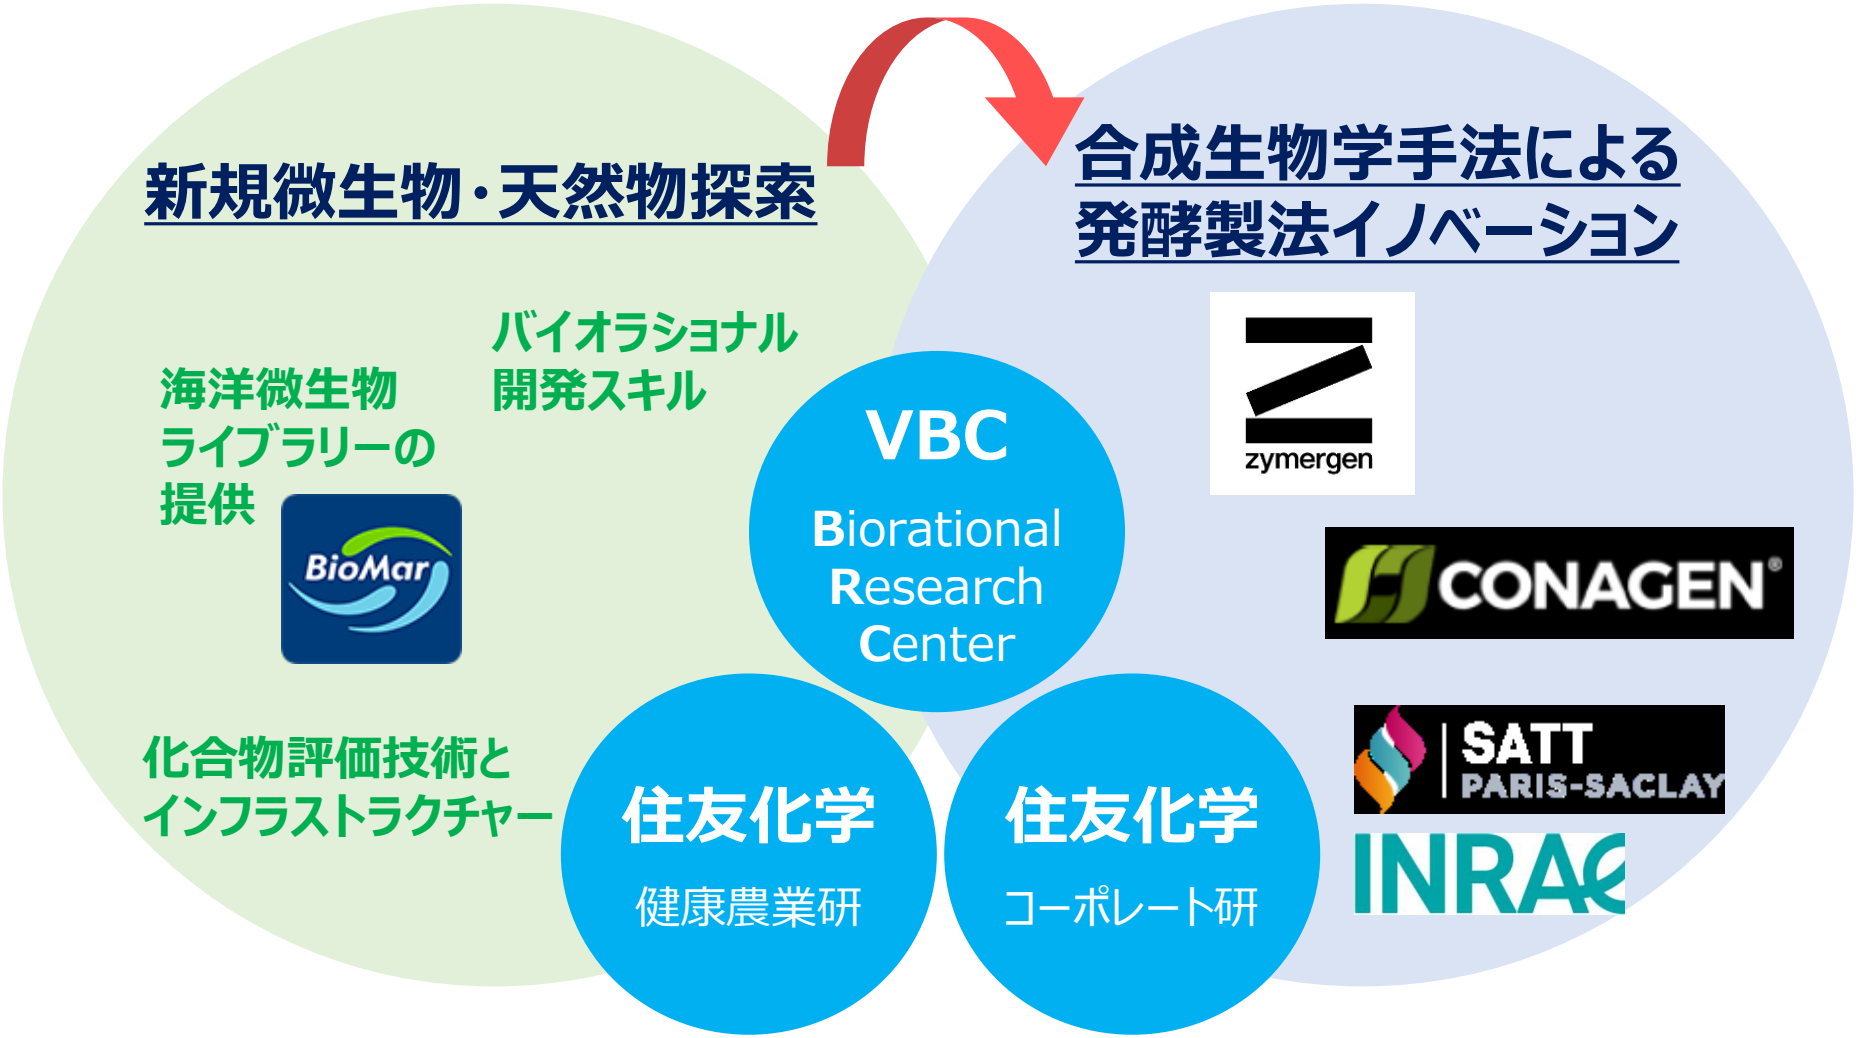 新規微生物・天然物探索
バイオラショナル
開発スキル
海洋微生物
ライブラリーの
提供
BioMar
化合物評価技術と
インフラストラクチャー
合成生物学手法による
発酵製法イノベーション
zymergen
CONAGEN®
SATT
PARIS-SACLAY
INRAE
VBC
Biorational
Research
Center
住友化学
健康農業研
住友化学
コーポレート研